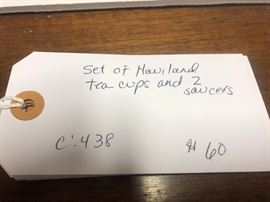 Set of Haviland
tea cups and 2
saucers
C: 438 $60